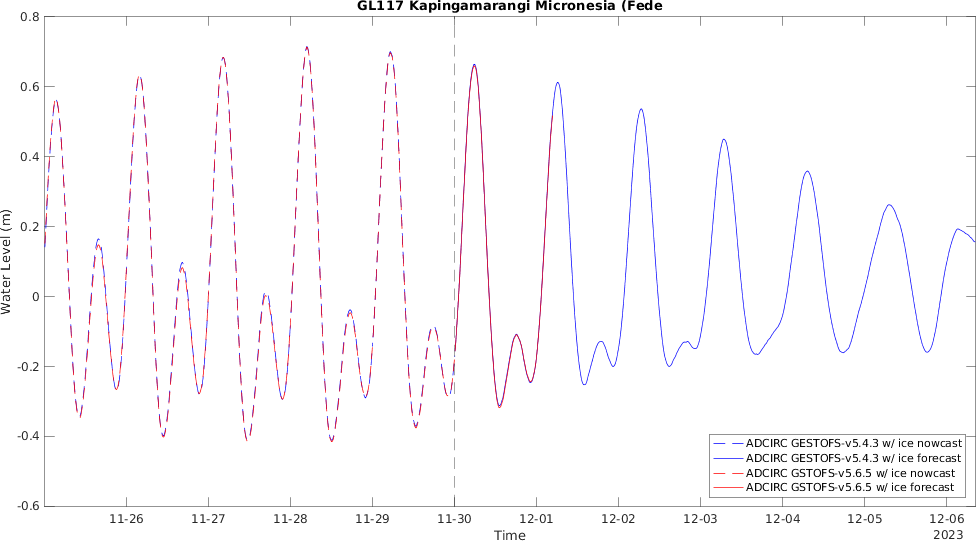 GL117 Kapingamarangi Micronesia (Fede
0.8
0.6
0.4
0.2
0
-0.2
-0.4
-0.6
Water Level (m)
11-26 11-27 11-28 11-29 11-30 12-01 12-02 12-03 12-04 12-05 12-06
2023
Time
ADCIRC GESTOFS-v5.4.3 w/ ice nowcast
ADCIRC GESTOFS-v5.4.3 w/ ice forecast
ADCIRC GSTOFS-v5.6.5 w/ ice nowcast
ADCIRC GSTOFS-v5.6.5 w/ ice forecast